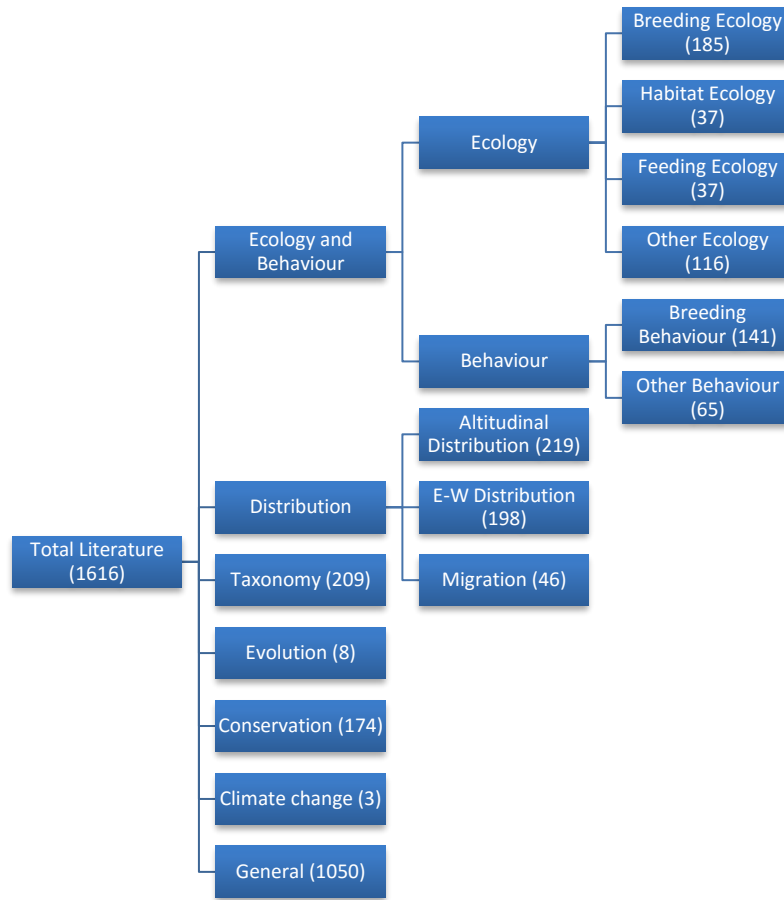 Total Literature
(1616)
Ecology and
Behaviour
Ecology
Breeding Ecology
(185)
Habitat Ecology
(37)
Feeding Ecology
(37)
Other Ecology
(116)
Behaviour
Breeding
Behaviour (141)
Other Behaviour
(65)
Distribution
Altitudinal
Distribution (219)
E-W Distribution
(198)
Migration (46)
Taxonomy (209)
Evolution (8)
Conservation (174)
Climate change (3)
General (1050)